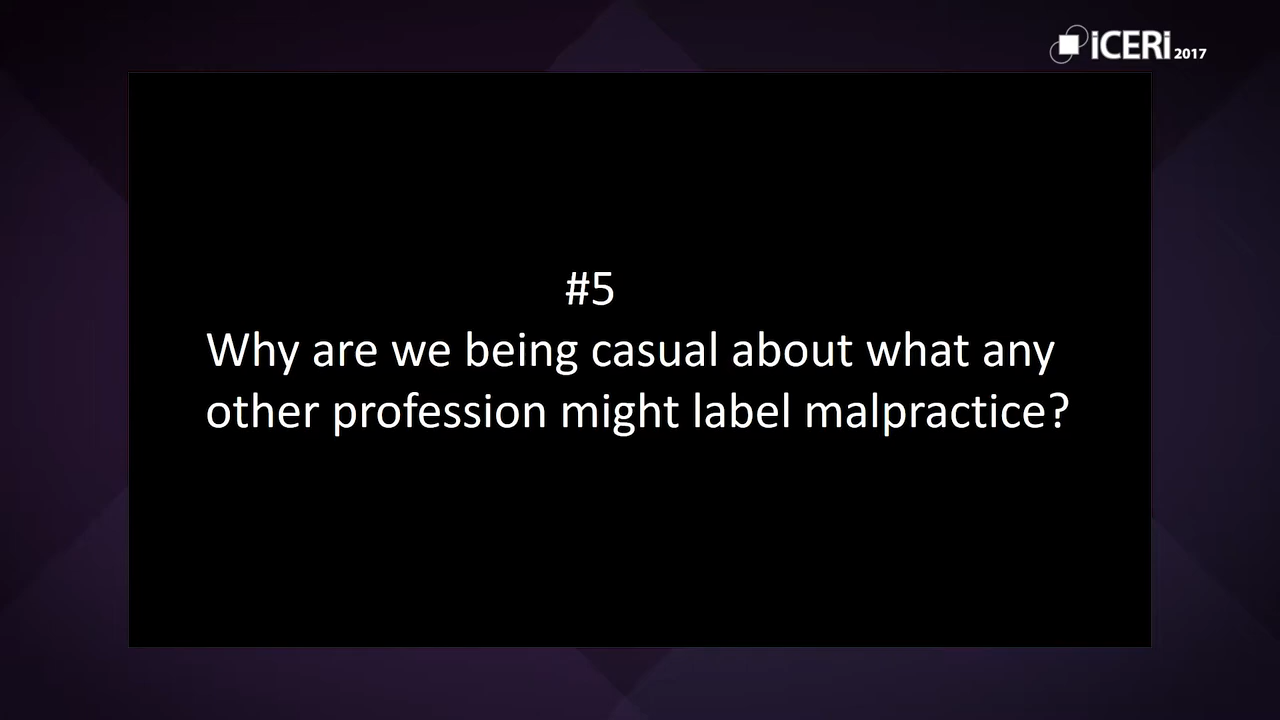 iCERi 2017
#5
Why are we being casual about what any
other profession might label malpractice?